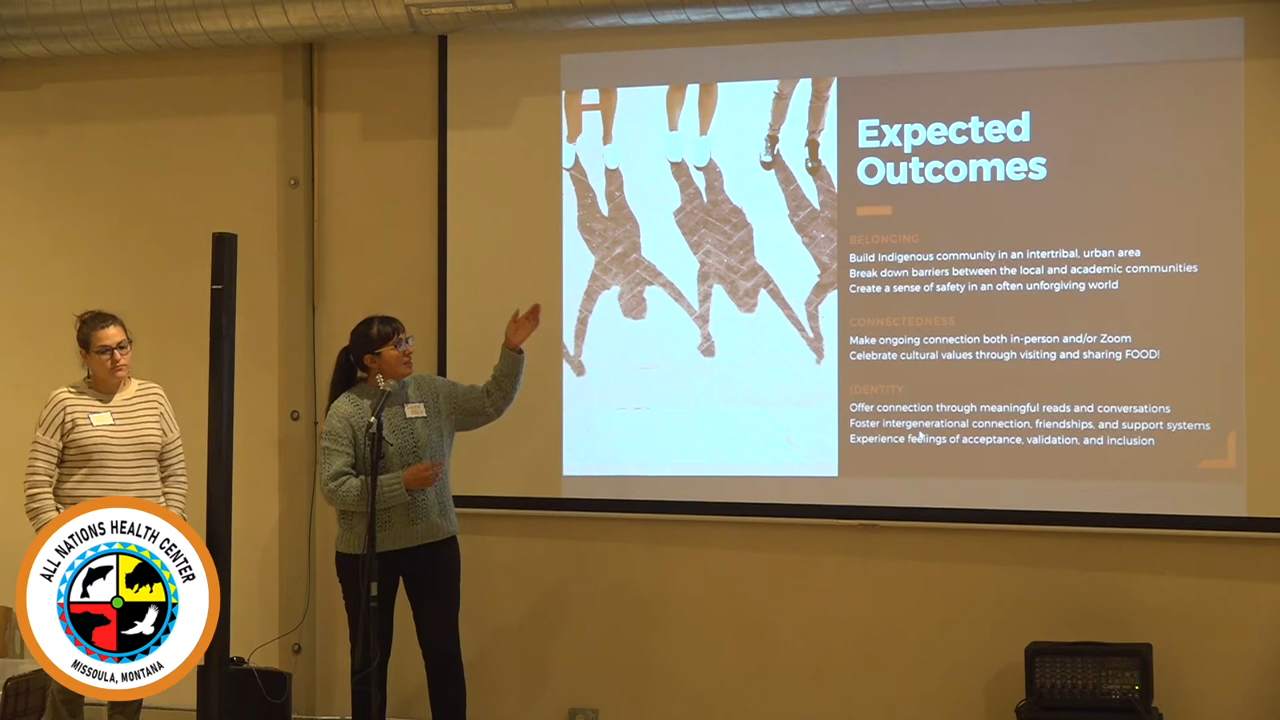 Expected
Outcomes
BELONGING
Build Indigenous community in an intertribal, urban area
Break down barriers between the local and academic communities
Create a sense of safety in an often unforgiving world
CONNECTEDNESS
Make ongoing connection both in-person and/or Zoom
Celebrate cultural values through visiting and sharing FOOD!
IDENTITY
Offer connection through meaningful reads and conversations
Foster intergenerational connection, friendships, and support systems
Experience feelings of acceptance, validation, and inclusion
ALL NATIONS HEALTH CENTER
MISSOULA, MONTANA